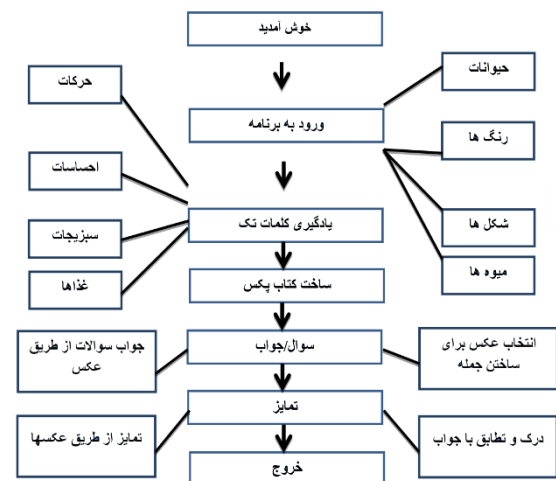 خوش آمدید
حیوانات
حرکات
ورود به برنامه
رنگ ها
احساسات
شکل ها
یادگیری کلمات تک
سبزیجات
میوه ها
غذاها
ساخت کتاب پکس
انتخاب عکس برای
ساختن جمله
سوال/جواب
جواب سوالات از طریق
عکس
تمایز
درک و تطابق با جواب
تمایز از طریق عکسها
خروج